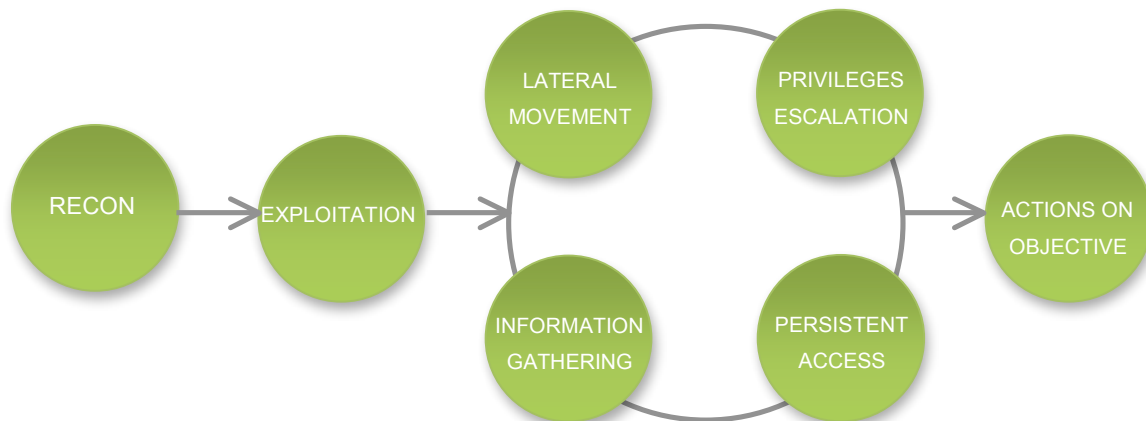 RECON
EXPLOITATION
LATERAL
MOVEMENT
PRIVILEGES
ESCALATION
INFORMATION
GATHERING
PERSISTENT
ACCESS
ACTIONS ON
OBJECTIVE